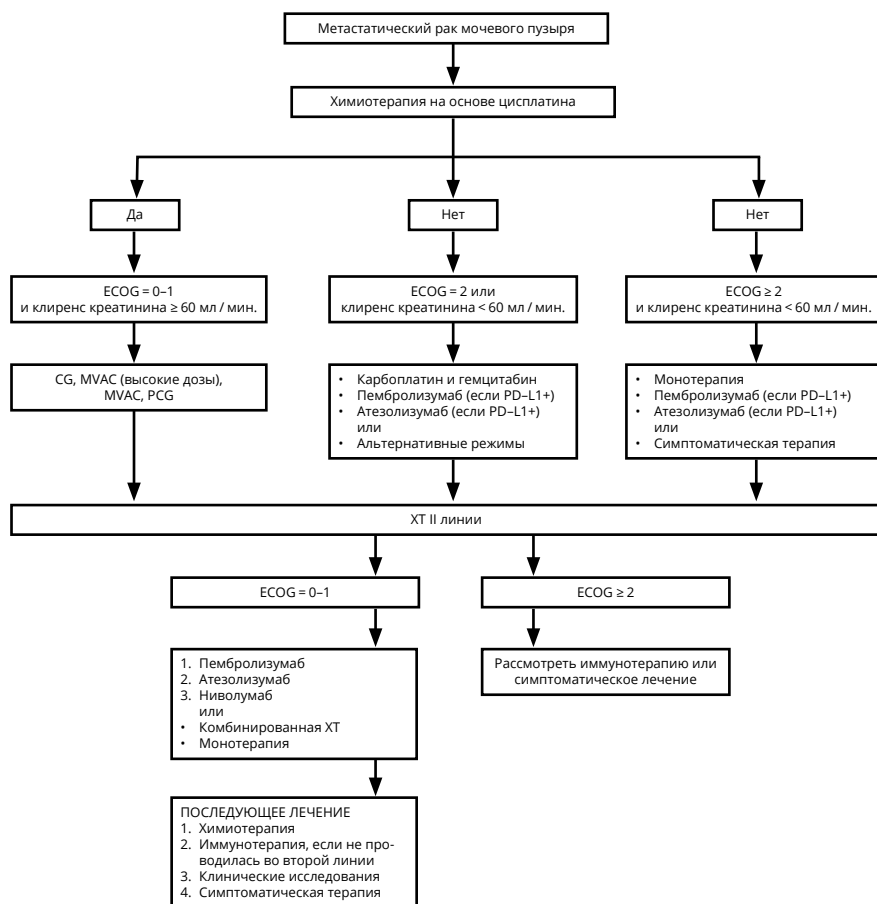 Метастатический рак мочевого пузыря
Химиотерапия на основе цисплатина
Да
Нет
Нет
ECOG = 0–1
и клиренс креатинина ≥ 60 мл / мин.
ECOG = 2 или
клиренс креатинина < 60 мл / мин.
ECOG ≥ 2
и клиренс креатинина < 60 мл / мин.
CG, MVAC (высокие дозы),
MVAC, PCG
• Карбоплатин и гемцитабин
• Пембролизумаб (если PD–L1+)
• Атезолизумаб (если PD–L1+)
или
• Альтернативные режимы
• Монотерапия
• Пембролизумаб (если PD–L1+)
• Атезолизумаб (если PD–L1+)
или
• Симптоматическая терапия
ХТ II линии
ECOG = 0–1
ECOG ≥ 2
1. Пембролизумаб
2. Атезолизумаб
3. Ниволумаб
или
• Комбинированная ХТ
• Монотерапия
Рассмотреть иммунотерапию или
симптоматическое лечение
ПОСЛЕДУЮЩЕЕ ЛЕЧЕНИЕ
1. Химиотерапия
2. Иммунотерапия, если не про-
водилась во второй линии
3. Клинические исследования
4. Симптоматическая терапия